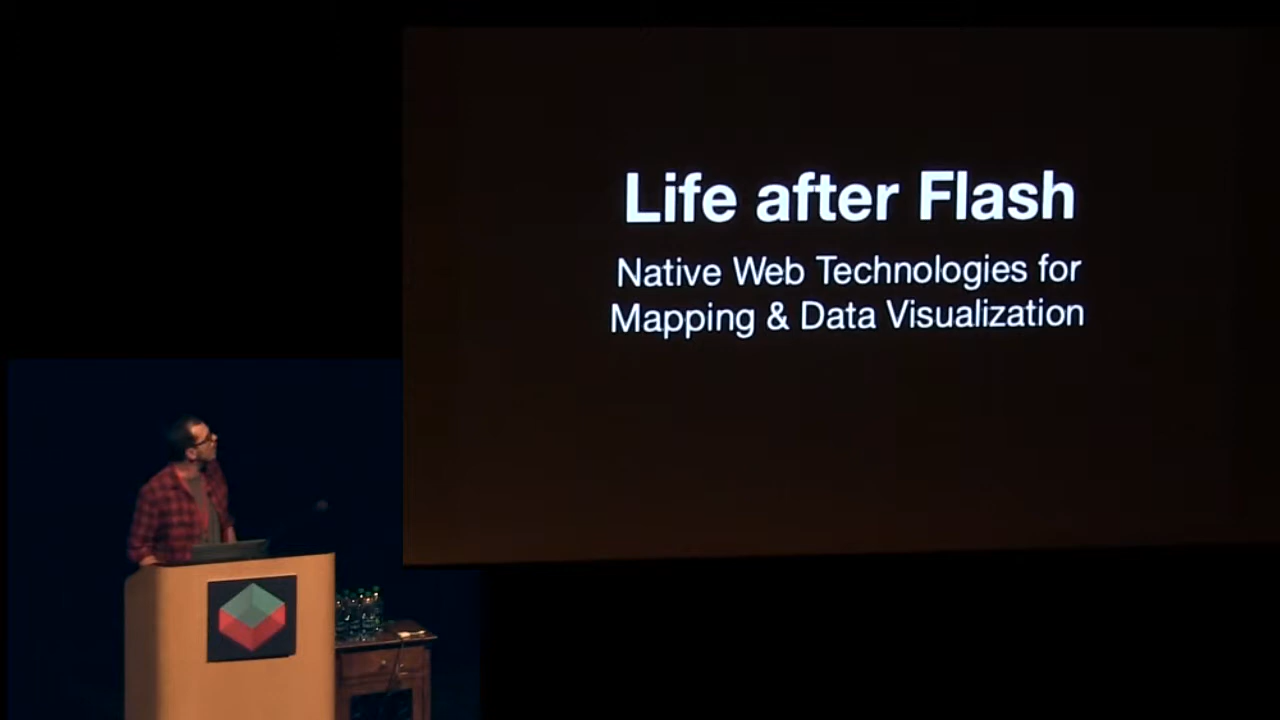 Life after Flash
Native Web Technologies for
Mapping & Data Visualization